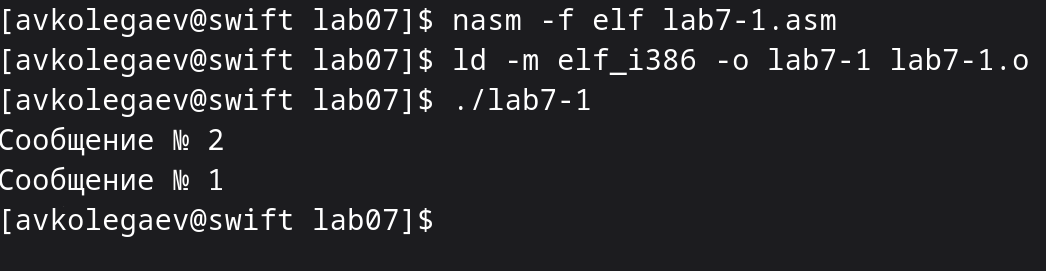 [avkolegaev@swift lab07]$ nasm -f elf lab7-1.asm
[avkolegaev@swift lab07]$ ld -m elf_i386 -o lab7-1 lab7-1.o
[avkolegaev@swift lab07]$ ./lab7-1
Сообщение № 2
Сообщение № 1
[avkolegaev@swift lab07]$